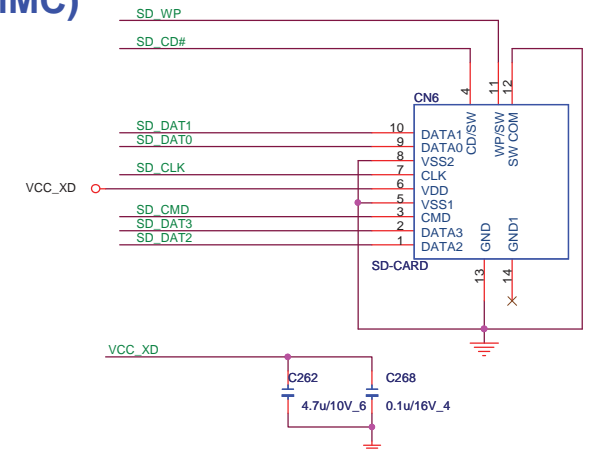 MMC)
SD_WP
SD_CD#
4
11
12
CN6
SD_DAT1
10
DATA1
CD/SW
WP/SW
SW COM
SD_DAT0
9
DATA0
8
VSS2
SD_CLK
7
CLK
VCC_XD
6
VDD
5
VSS1
SD_CMD
3
CMD
SD_DAT3
2
DATA3
GND
GND1
SD_DAT2
1
DATA2
SD-CARD
13
14
VCC_XD
C262
C268
4.7u/10V_6
0.1u/16V_4